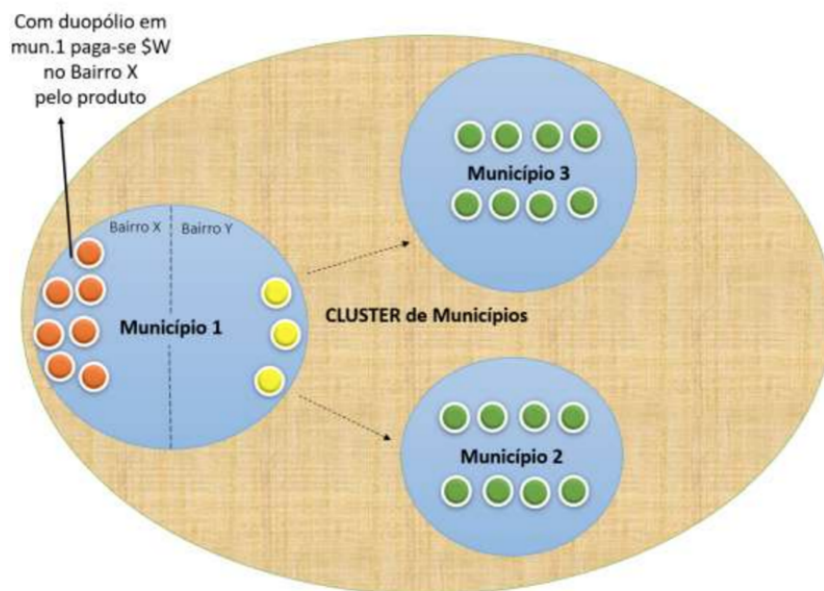 Com duopólio em
mun.1 paga-se $W
no Bairro X
pelo produto
Município 3
Bairro X
Bairro Y
Município 1
CLUSTER de Municípios
Município 2